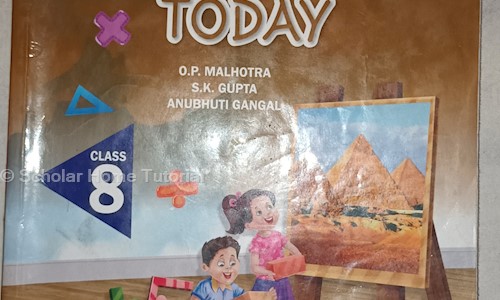 TODAY
O.P. MALHOTRA
S.K. GUPTA
ANUBHUTI GANGAL
CLASS
8
© Scholar Home Tutorial